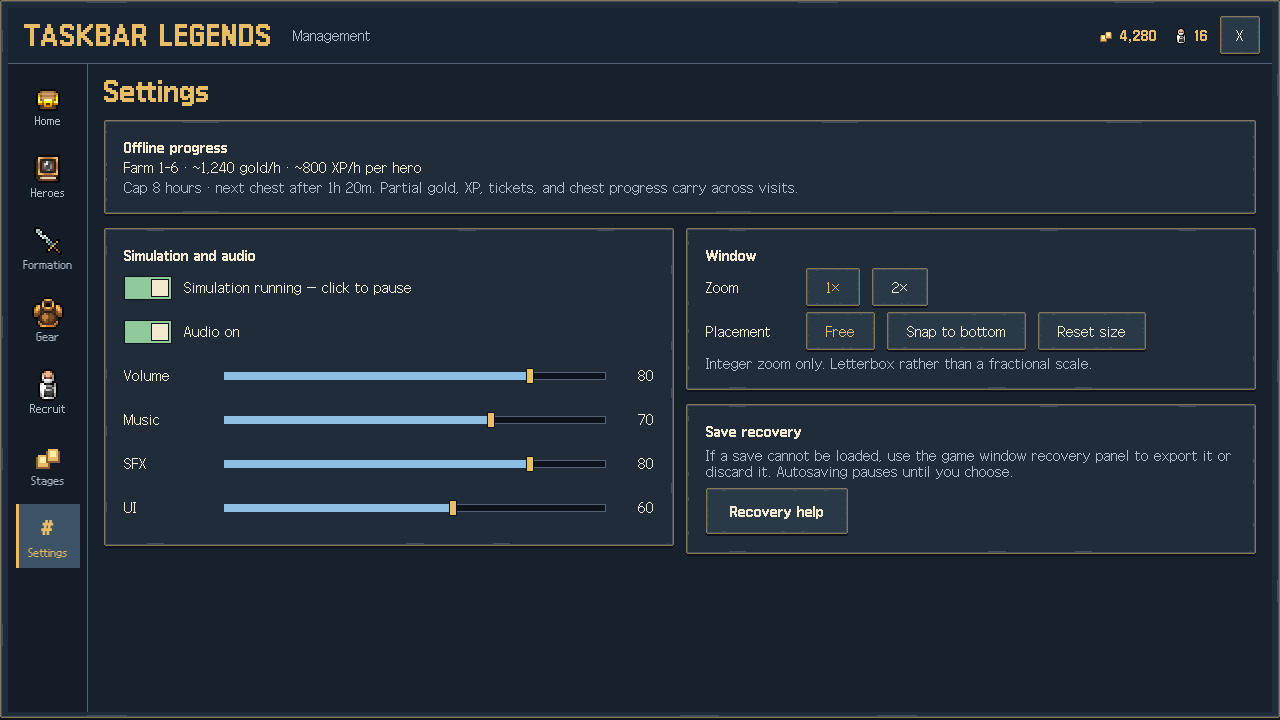 TASKBAR LEGENDS
Management
4,280
16
X
Home
Heroes
Formation
Gear
Recruit
Stages
#
Settings
Settings
Offline progress
Farm 1-6 · ~1,240 gold/h · ~800 XP/h per hero
Cap 8 hours · next chest after 1h 20m. Partial gold, XP, tickets, and chest progress carry across visits.
Simulation and audio
Simulation running — click to pause
Audio on
Volume 80
Music 70
SFX 80
UI 60
Window
Zoom 1× 2×
Placement Free Snap to bottom Reset size
Integer zoom only. Letterbox rather than a fractional scale.
Save recovery
If a save cannot be loaded, use the game window recovery panel to export it or
discard it. Autosaving pauses until you choose.
Recovery help